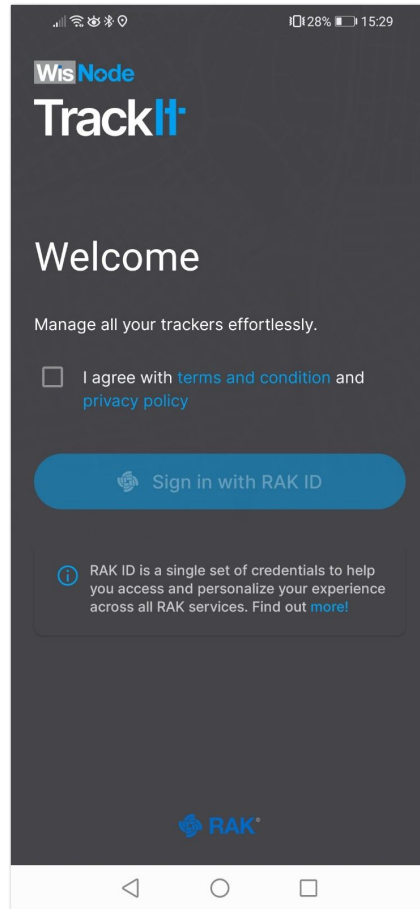 28% 15:29
WisNode
TrackIt
Welcome
Manage all your trackers effortlessly.
I agree with terms and condition and
privacy policy
Sign in with RAK ID
RAK ID is a single set of credentials to help
you access and personalize your experience
across all RAK services. Find out more!
RAK®